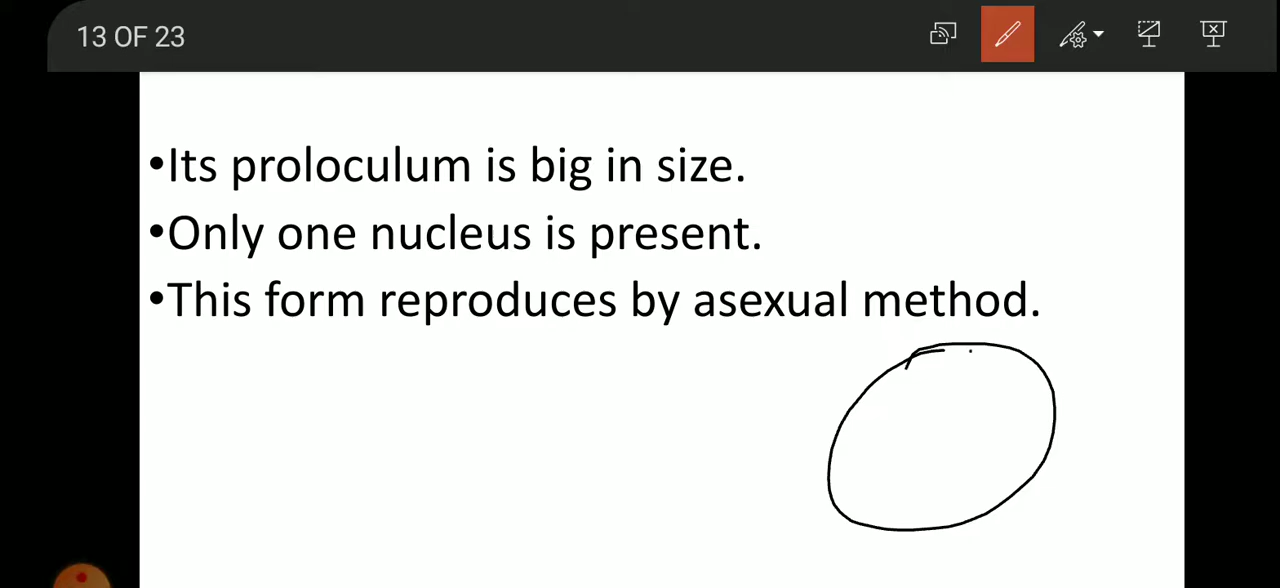 13 OF 23
•Its proloculum is big in size.
•Only one nucleus is present.
•This form reproduces by asexual method.